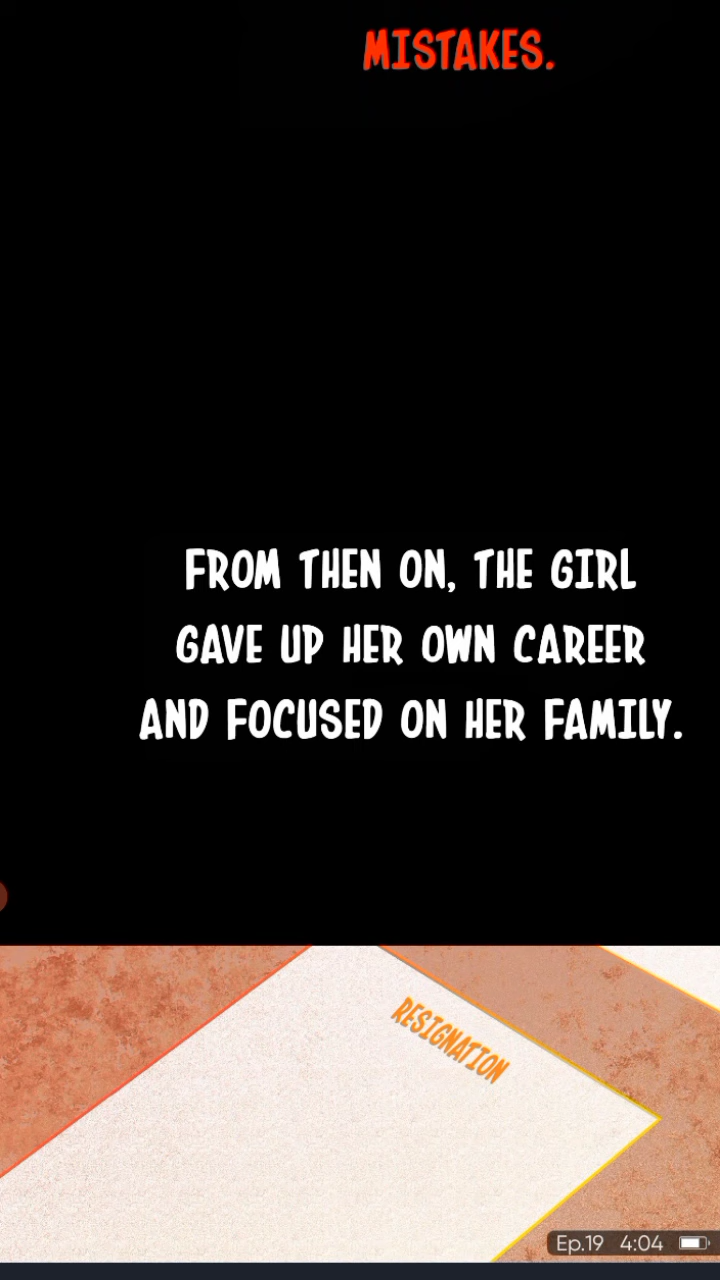 MISTAKES.
FROM THEN ON, THE GIRL
GAVE UP HER OWN CAREER
AND FOCUSED ON HER FAMILY.
RESIGNATION
Ep.19 4:04